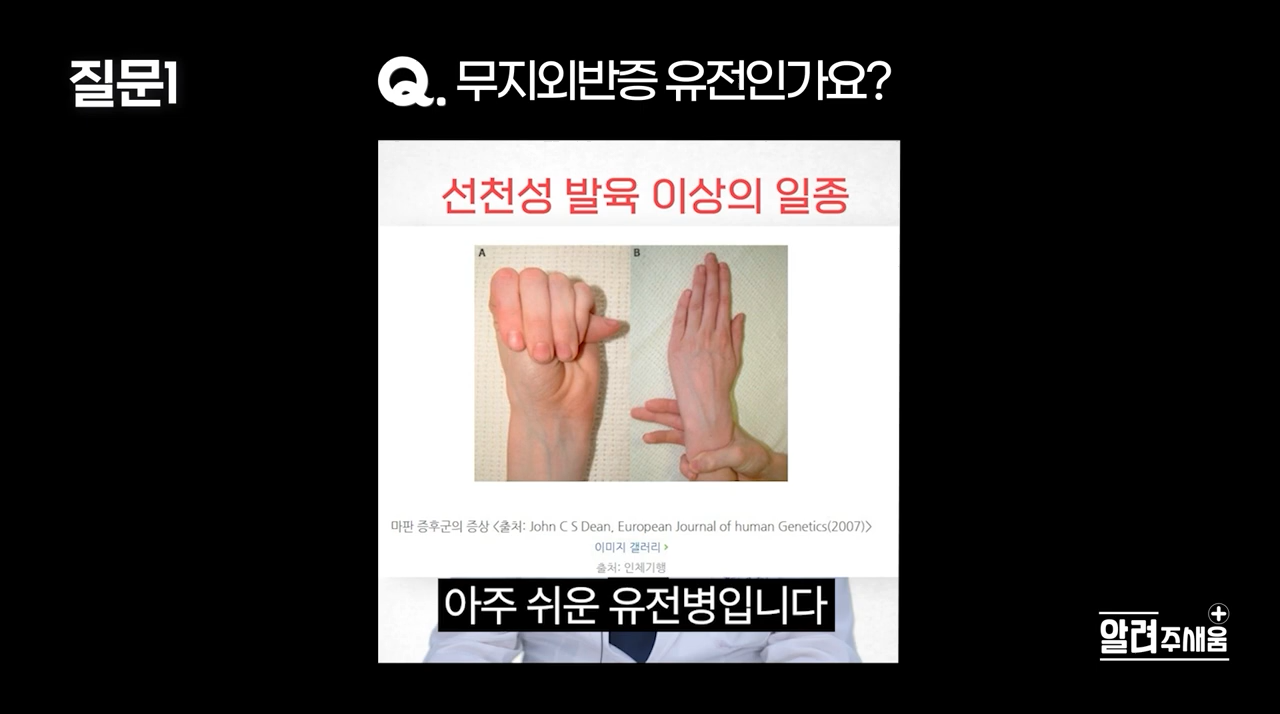 질문1
Q. 무지외반증 유전인가요?
선천성 발육 이상의 일종
A
B
마판 증후군의 증상 <출처: John C S Dean, European Journal of human Genetics(2007)>
이미지 갤러리 >
출처: 인체기행
아주 쉬운 유전병입니다
알려주새움